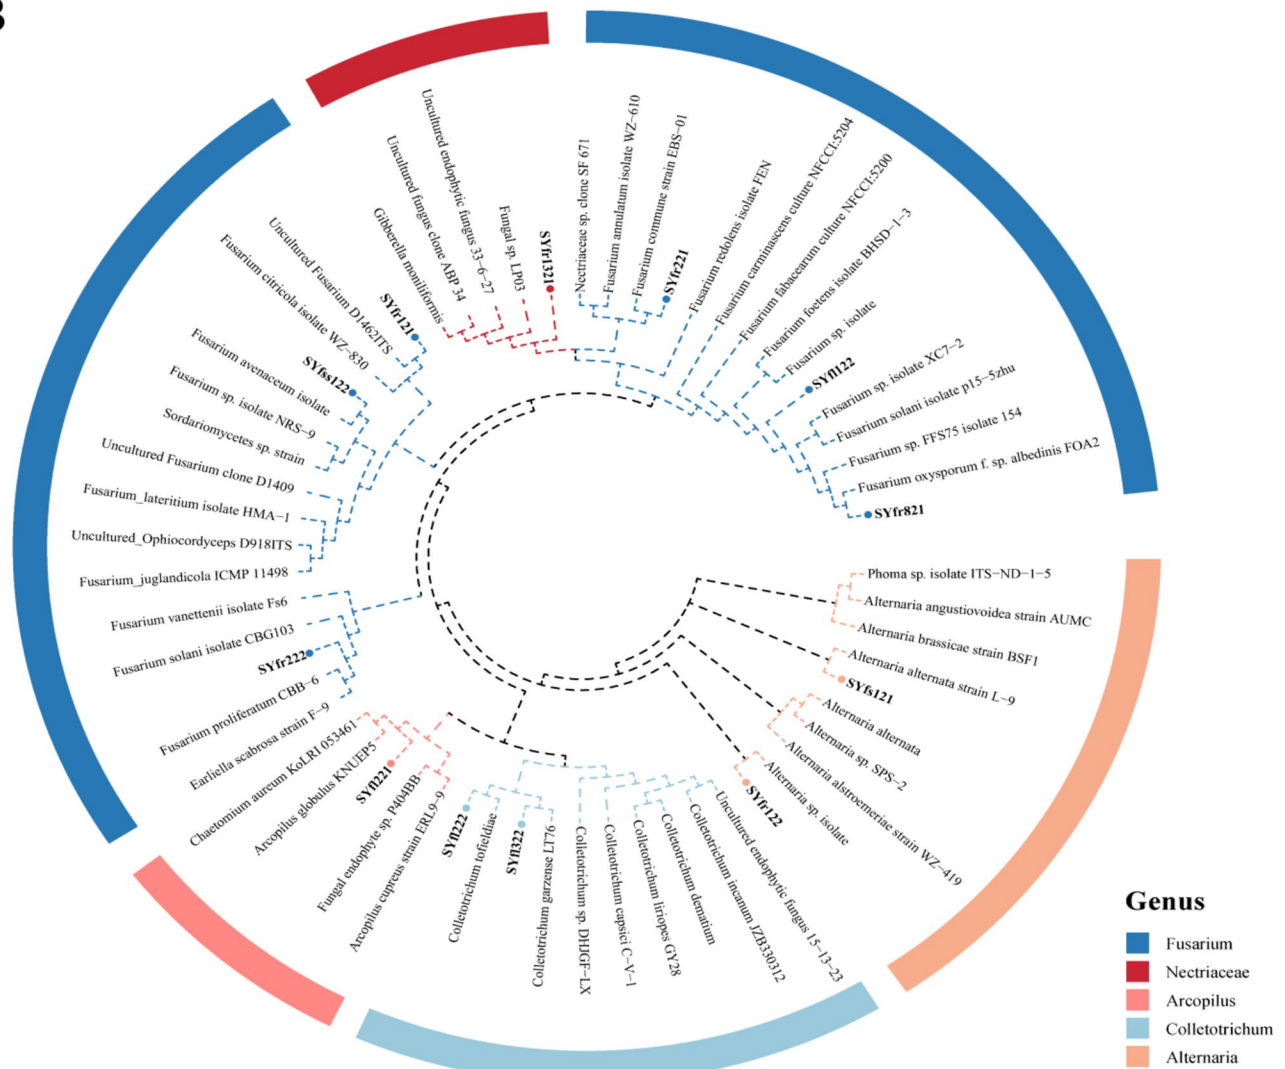 Nectriaceae sp. clone SF 671
Fusarium annulatum isolate WZ−610
Fusarium commune strain EBS−01
SYfr221
Fusarium redolens isolate FEN
Fusarium carminascens culture NFCCI:5204
Fusarium fabacearum culture NFCCI:5200
Fusarium foetens isolate BHSD−1−3
Fusarium sp. isolate
SYfl122
Fusarium sp. isolate XC7−2
Fusarium solani isolate p15−5zhu
Fusarium sp. FFS75 isolate 154
Fusarium oxysporum f. sp. albedinis FOA2
SYfr821
Phoma sp. isolate ITS−ND−1−5
Alternaria angustiovoidea strain AUMC
Alternaria brassicae strain BSF1
Alternaria alternata strain L−9
SYfs121
Alternaria alternata
Alternaria sp. SPS−2
Alternaria alstroemeriae strain WZ−419
Alternaria sp. isolate
SYfr122
Uncultured endophytic fungus 15−13−23
Colletotrichum incanum JZB330312
Colletotrichum dematium
Colletotrichum liriopes GY28
Colletotrichum capsici C−V−1
Colletotrichum sp. DHJGF−LX
Colletotrichum garzense LT76
SYfl322
Colletotrichum tofieldiae
SYfl222
Arcopilus cupreus strain ERL9−9
Fungal endophyte sp. P404BB
SYfl221
Arcopilus globulus KNUEP5
Chaetomium aureum KoLRI 053461
Earliella scabrosa strain F−9
Fusarium proliferatum CBB−6
SYfr222
Fusarium solani isolate CBG103
Fusarium vanettenii isolate Fs6
Fusarium_juglandicola ICMP 11498
Uncultured_Ophiocordyceps D918ITS
Fusarium_lateritium isolate HMA−1
Uncultured Fusarium clone D1409
Sordariomycetes sp. strain
Fusarium sp. isolate NRS−9
Fusarium avenaceum isolate
SYfss122
Fusarium citricola isolate WZ−830
Uncultured Fusarium D1462ITS
SYfr121
Gibberella moniliformis
Uncultured fungus clone ABP 34
Uncultured endophytic fungus 33−6−27
Fungal sp. LP03
SYfr1321
Genus
Fusarium
Nectriaceae
Arcopilus
Colletotrichum
Alternaria